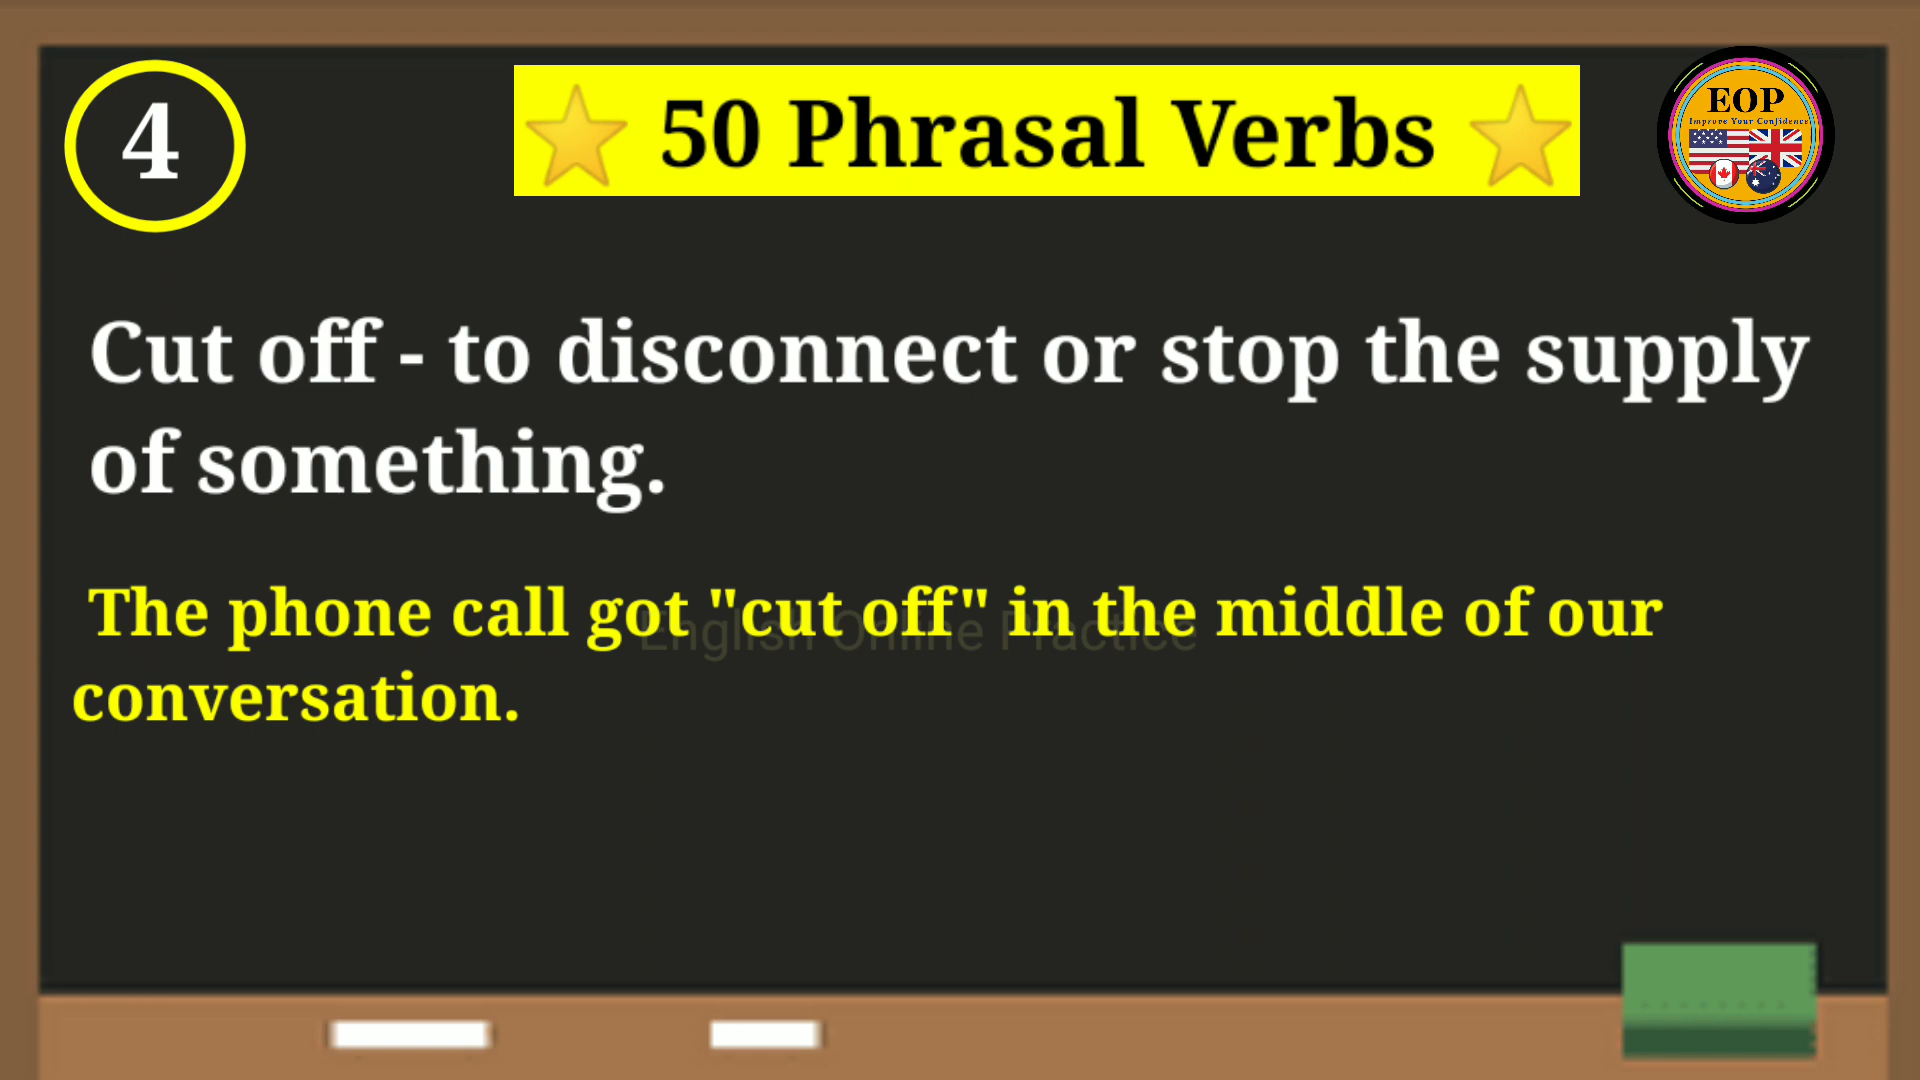 4
50 Phrasal Verbs
EOP
Improve Your Confidence
Cut off - to disconnect or stop the supply
of something.
The phone call got "cut off" in the middle of our
conversation.
English Online Practice